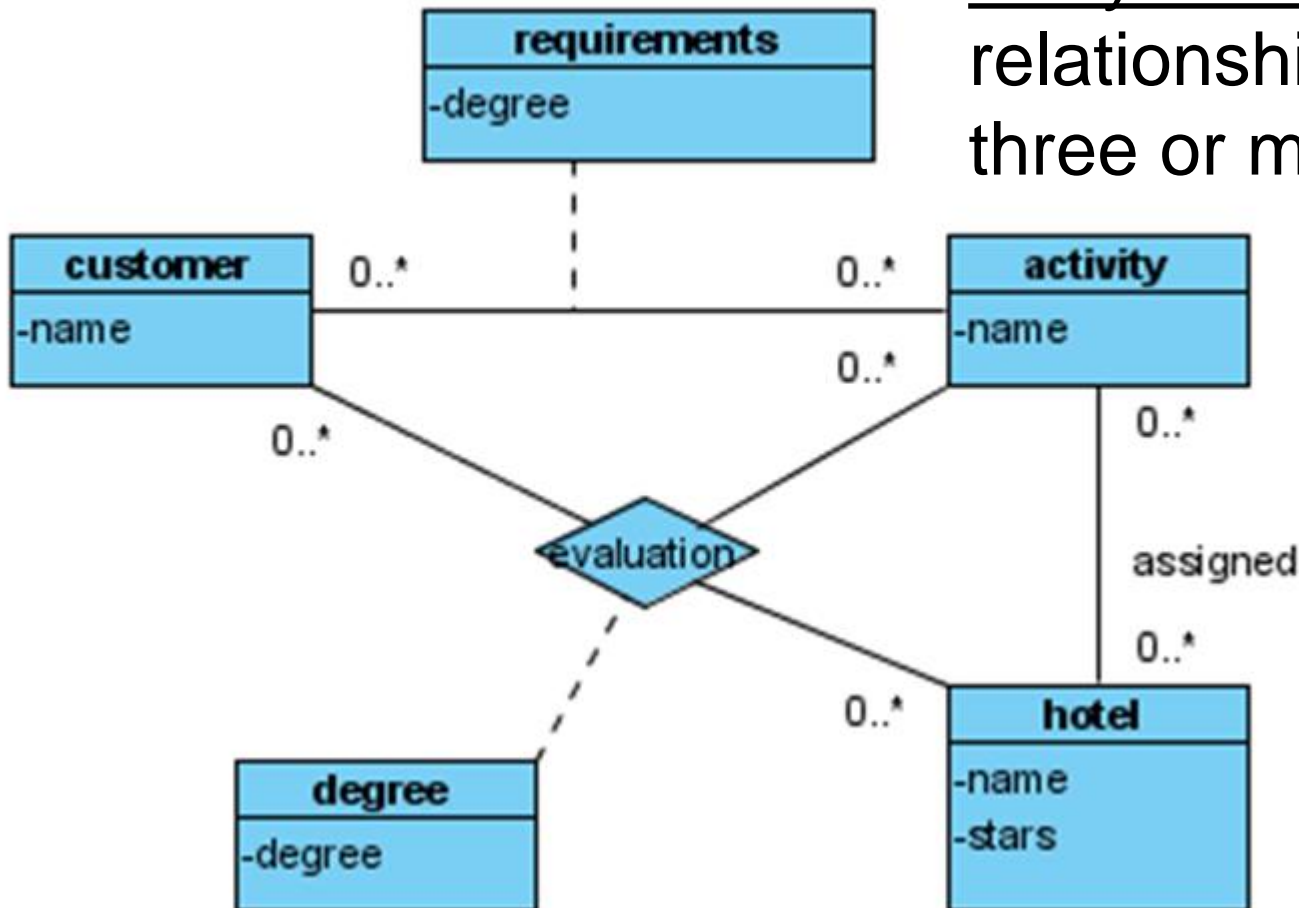 relationshi
three or m
requirements
-degree
customer
-name
0..*
0..*
activity
-name
0..*
0..*
0..*
evaluation
assigned
0..*
0..*
degree
-degree
hotel
-name
-stars